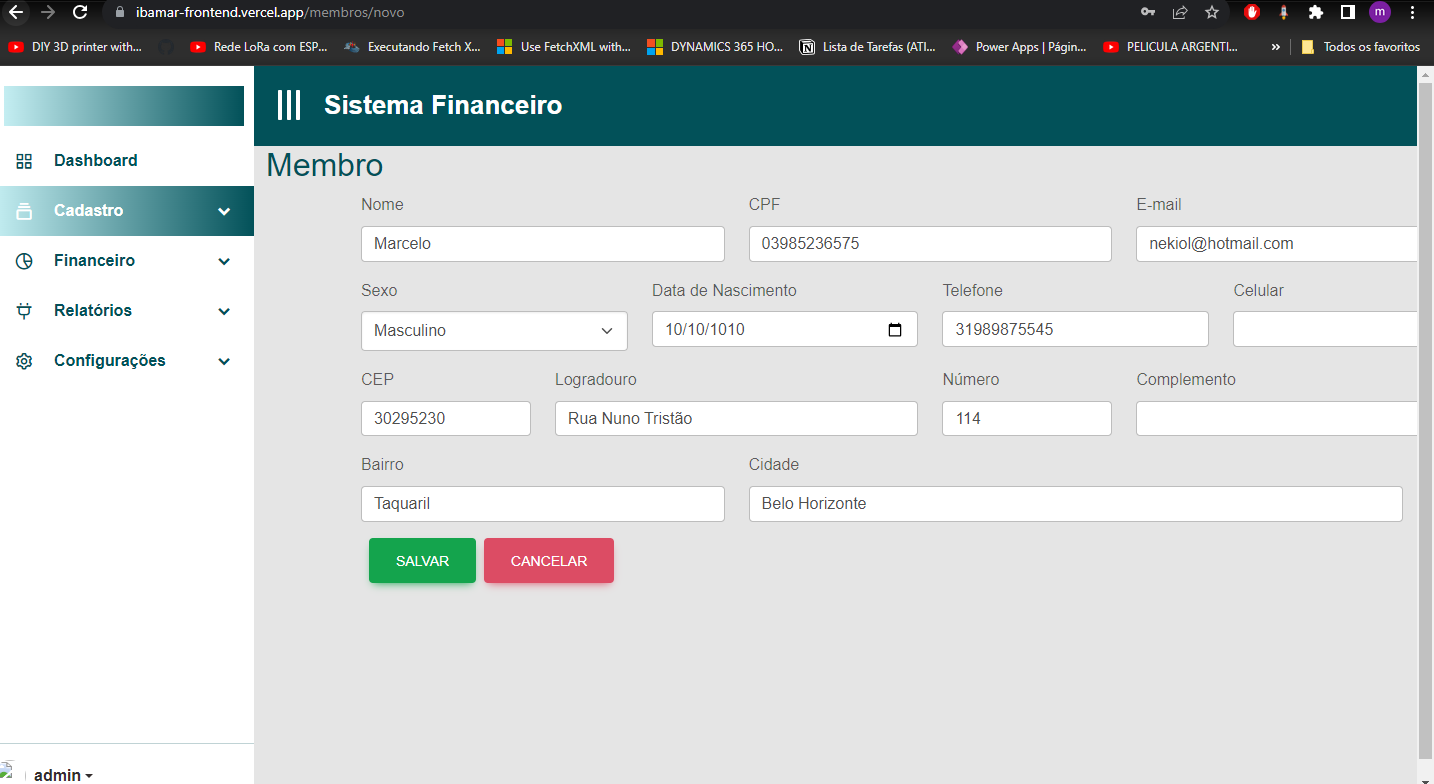 ibamar-frontend.vercel.app/membros/novo
m
DIY 3D printer with...
Rede LoRa com ESP...
Executando Fetch X...
Use FetchXML with...
DYNAMICS 365 HO...
Lista de Tarefas (ATI...
Power Apps | Págin...
PELICULA ARGENTI...
»
Todos os favoritos
Sistema Financeiro
Dashboard
Cadastro
Financeiro
Relatórios
Configurações
admin
Membro
Nome CPF E-mail
Marcelo 03985236575 nekiol@hotmail.com
Sexo Data de Nascimento Telefone Celular
Masculino 10/10/1010 31989875545
CEP Logradouro Número Complemento
30295230 Rua Nuno Tristão 114
Bairro Cidade
Taquaril Belo Horizonte
SALVAR CANCELAR